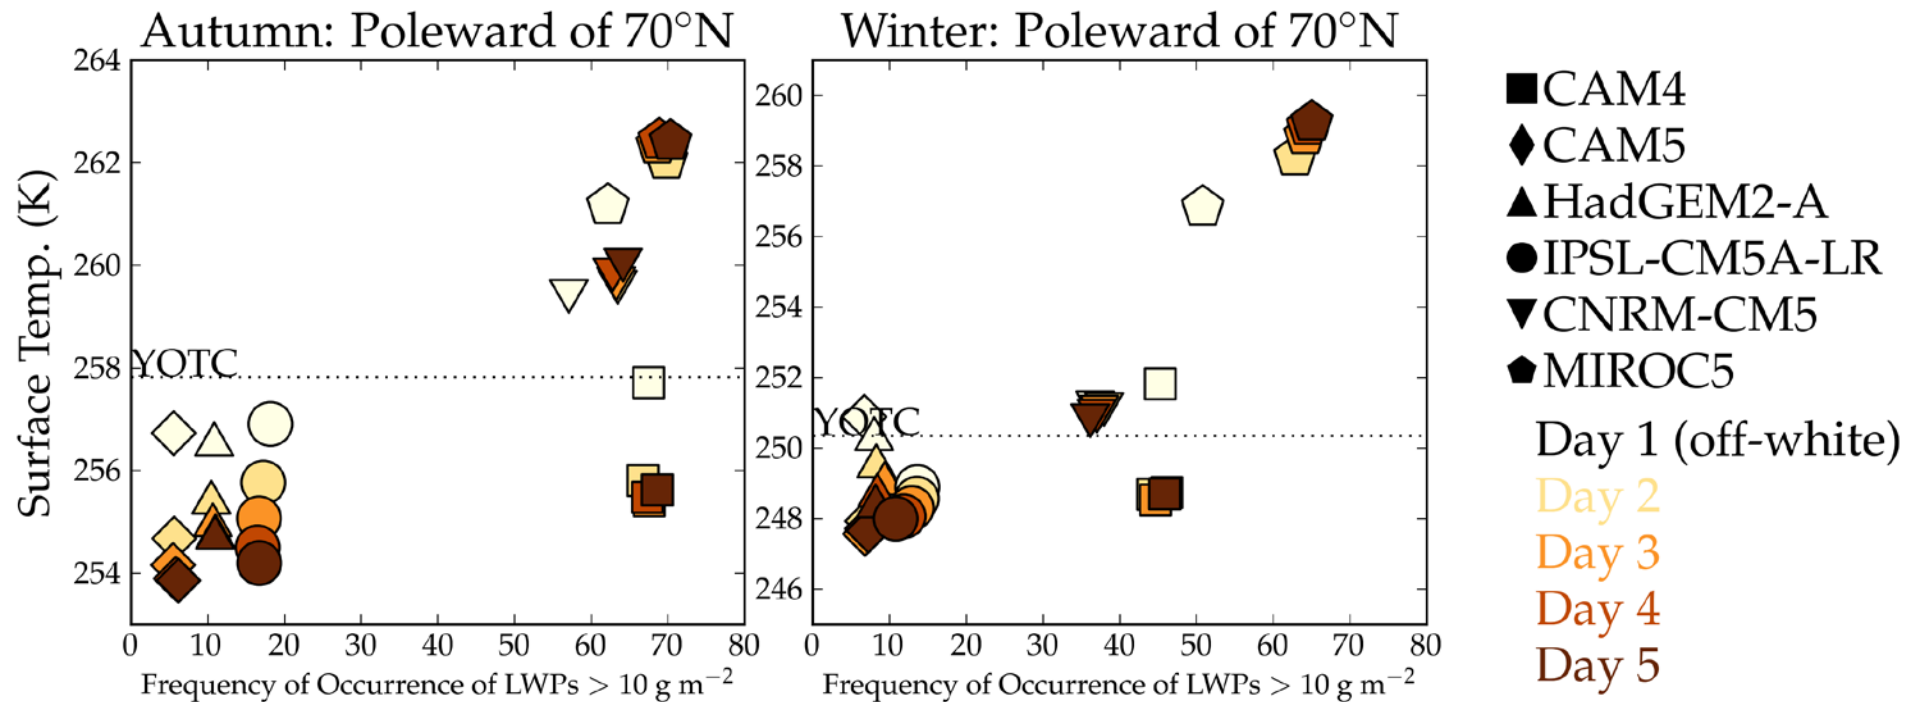 Autumn: Poleward of 70°N
Winter: Poleward of 70°N
Surface Temp. (K)
264
262
260
258
256
254
YOTC
0 10 20 30 40 50 60 70 80
Frequency of Occurrence of LWPs > 10 g m⁻²
260
258
256
254
252
250
248
246
YOTC
0 10 20 30 40 50 60 70 80
Frequency of Occurrence of LWPs > 10 g m⁻²
CAM4
CAM5
HadGEM2-A
IPSL-CM5A-LR
CNRM-CM5
MIROC5
Day 1 (off-white)
Day 2
Day 3
Day 4
Day 5